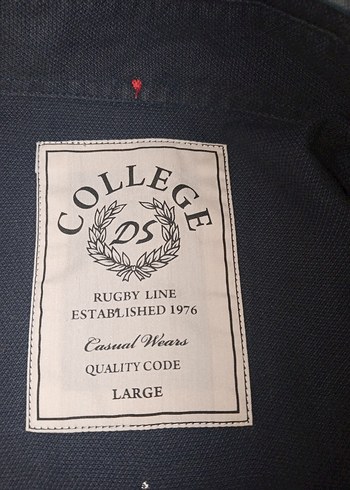 COLLEGE
DS
RUGBY LINE
ESTABLISHED 1976
Casual Wears
QUALITY CODE
LARGE